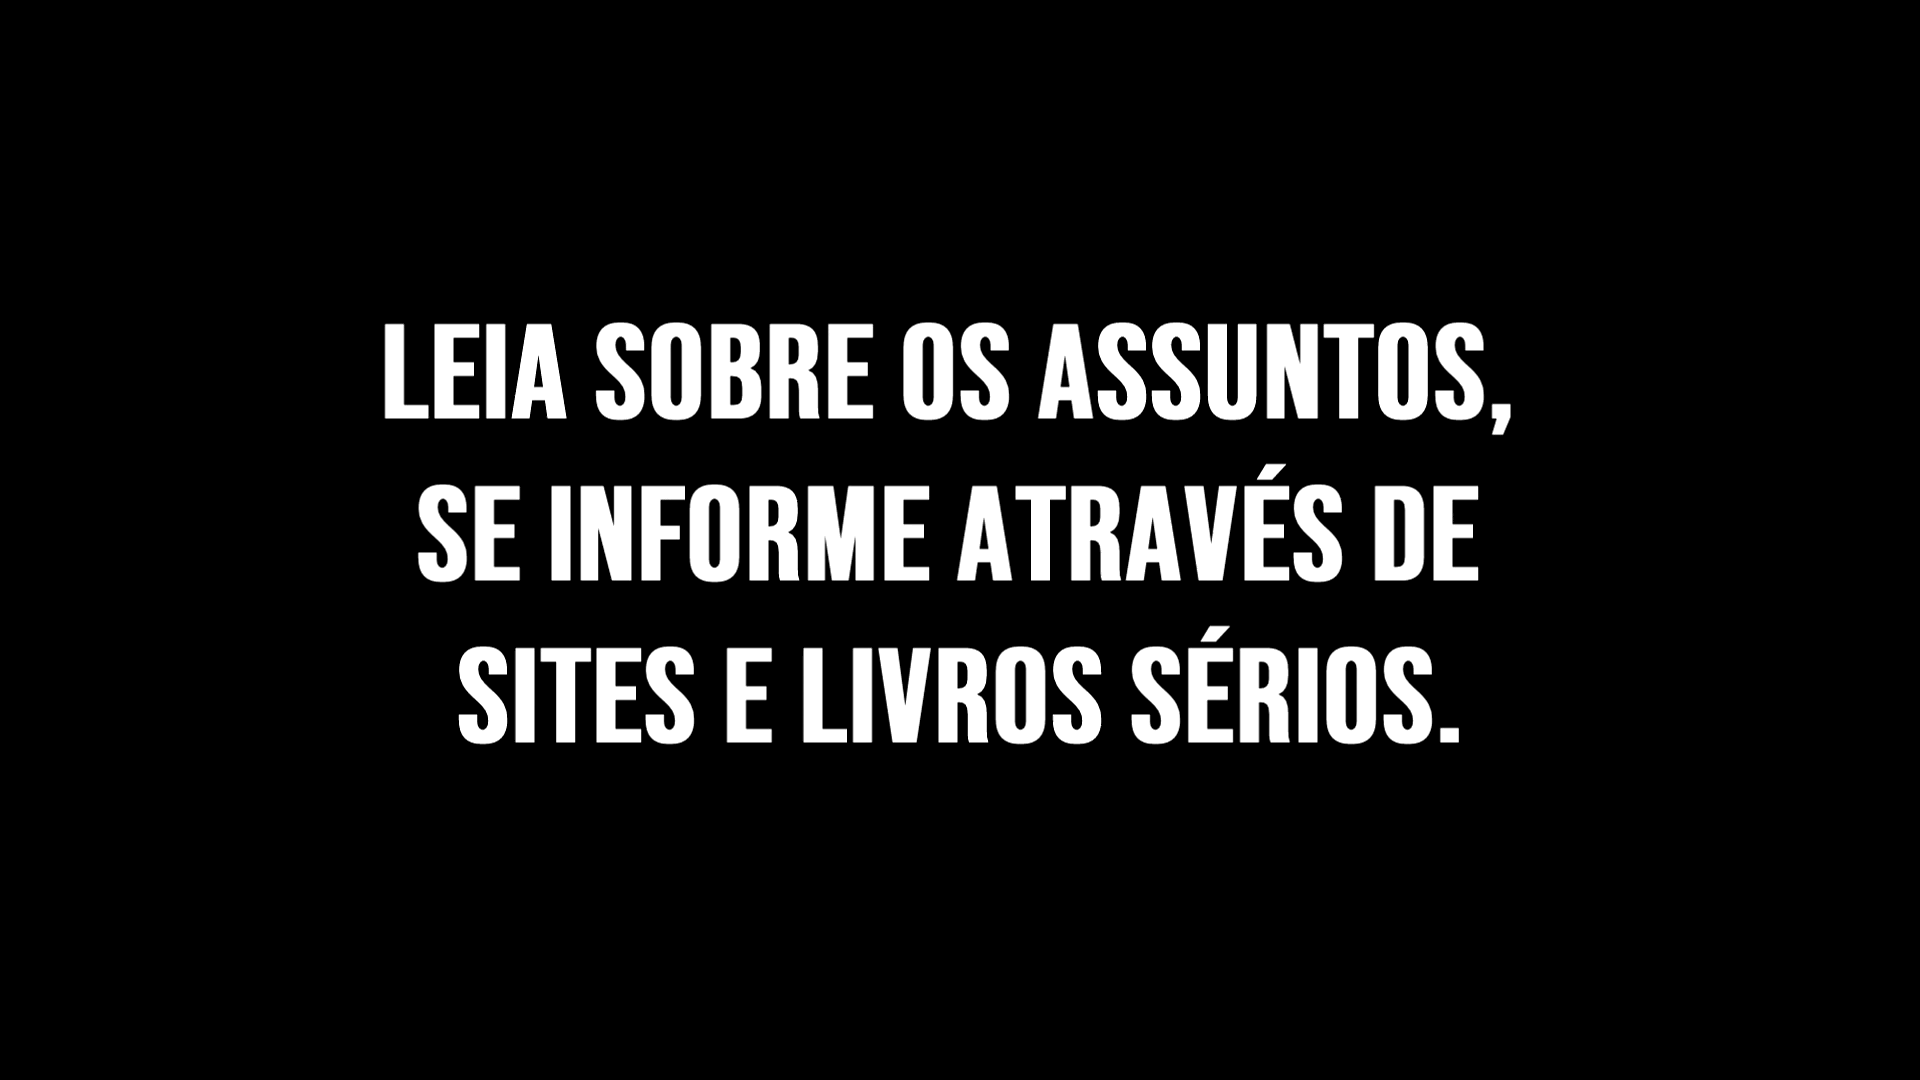 LEIA SOBRE OS ASSUNTOS,
SE INFORME ATRAVÉS DE
SITES E LIVROS SÉRIOS.